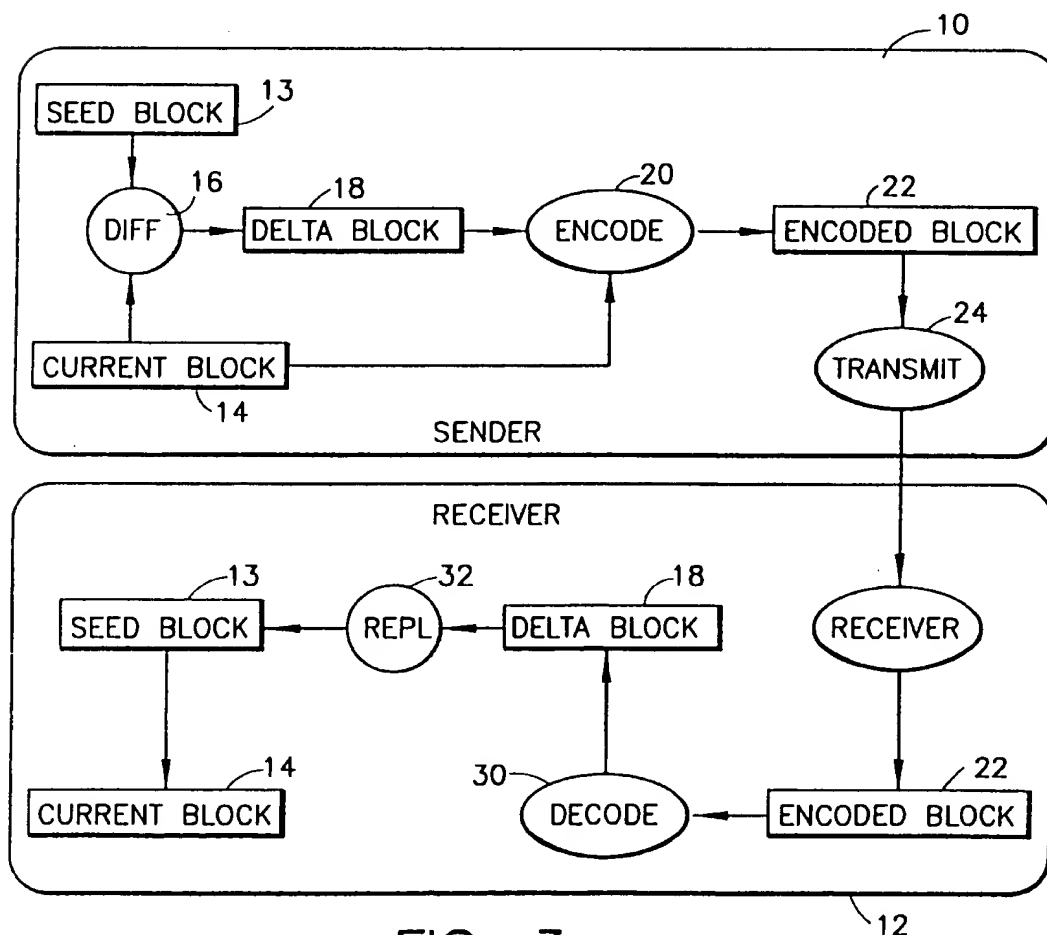 10
SEED BLOCK
13
16
DIFF
18
DELTA BLOCK
20
ENCODE
22
ENCODED BLOCK
24
TRANSMIT
CURRENT BLOCK
14
SENDER
RECEIVER
13
SEED BLOCK
32
REPL
18
DELTA BLOCK
RECEIVER
14
CURRENT BLOCK
30
DECODE
22
ENCODED BLOCK
12